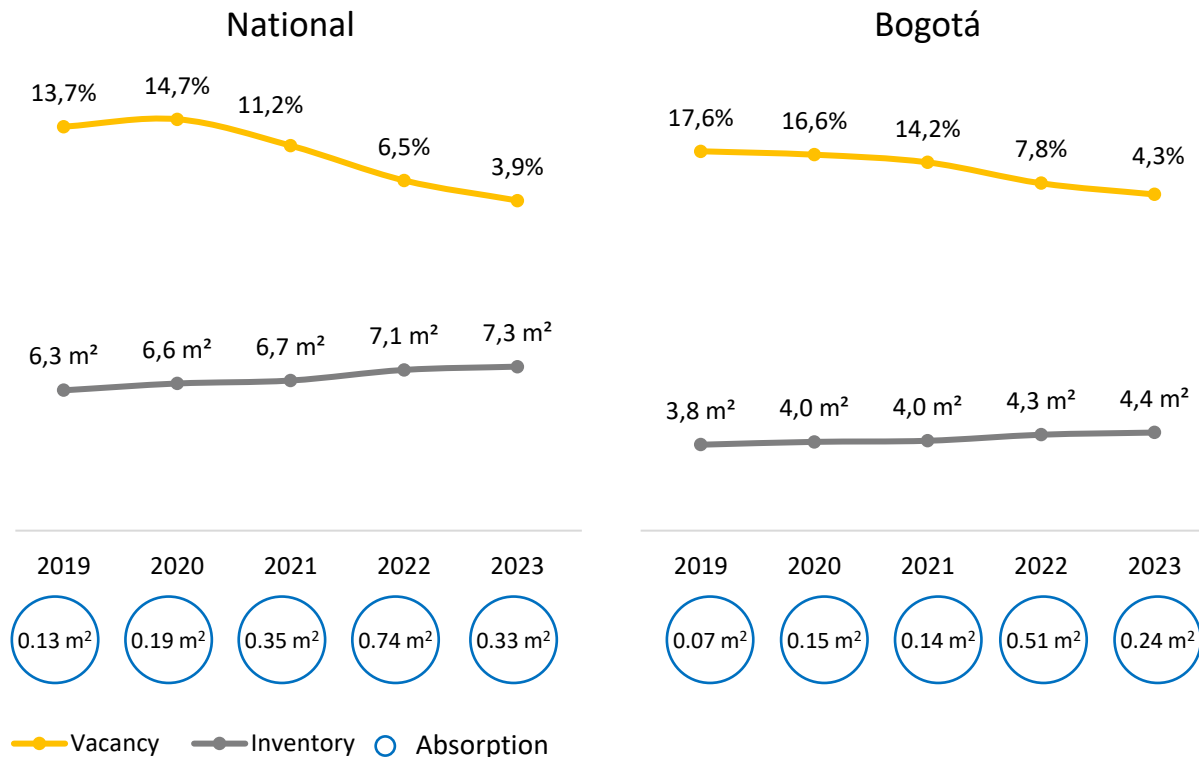 National
13,7%
14,7%
11,2%
6,5%
3,9%
6,3 m²
6,6 m²
6,7 m²
7,1 m²
7,3 m²
2019 2020 2021 2022 2023
0.13 m² 0.19 m² 0.35 m² 0.74 m² 0.33 m²
Bogotá
17,6%
16,6%
14,2%
7,8%
4,3%
3,8 m²
4,0 m²
4,0 m²
4,3 m²
4,4 m²
2019 2020 2021 2022 2023
0.07 m² 0.15 m² 0.14 m² 0.51 m² 0.24 m²
Vacancy Inventory Absorption